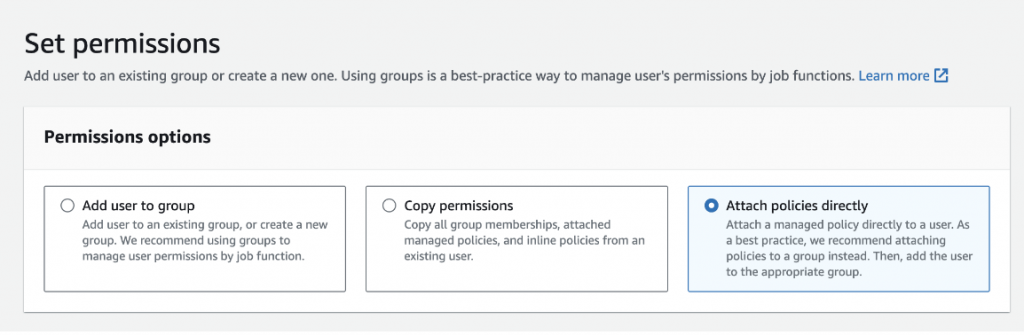 Set permissions
Add user to an existing group or create a new one. Using groups is a best-practice way to manage user's permissions by job functions. Learn more
Permissions options
Add user to group
Add user to an existing group, or create a new
group. We recommend using groups to
manage user permissions by job function.
Copy permissions
Copy all group memberships, attached
managed policies, and inline policies from an
existing user.
Attach policies directly
Attach a managed policy directly to a user. As
a best practice, we recommend attaching
policies to a group instead. Then, add the user
to the appropriate group.